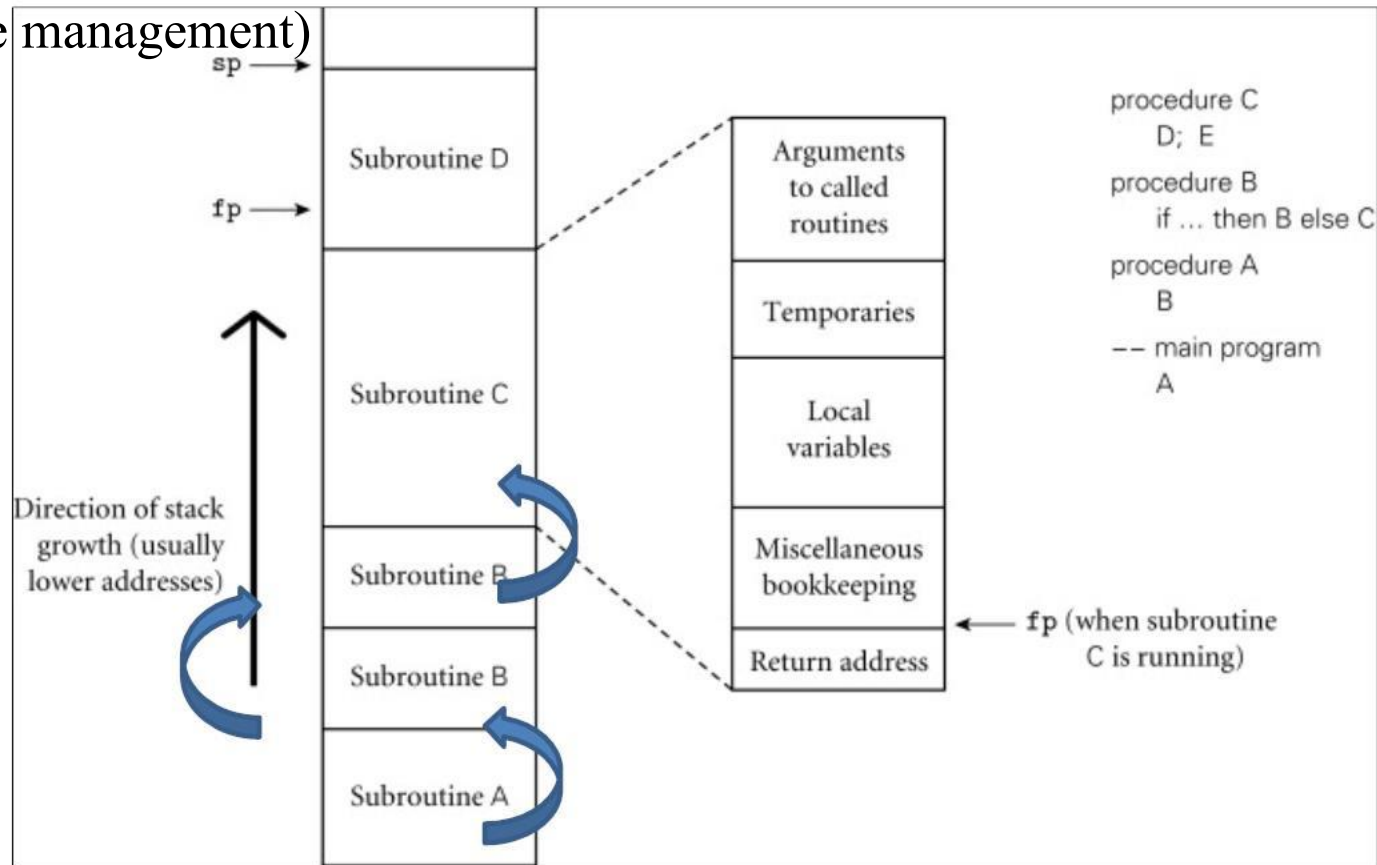 e management)
sp
Subroutine D
fp
Subroutine C
Direction of stack
growth (usually
lower addresses)
Subroutine B
Subroutine B
Subroutine A
Arguments
to called
routines
Temporaries
Local
variables
Miscellaneous
bookkeeping
Return address
fp (when subroutine
C is running)
procedure C
D; E
procedure B
if ... then B else C
procedure A
B
-- main program
A